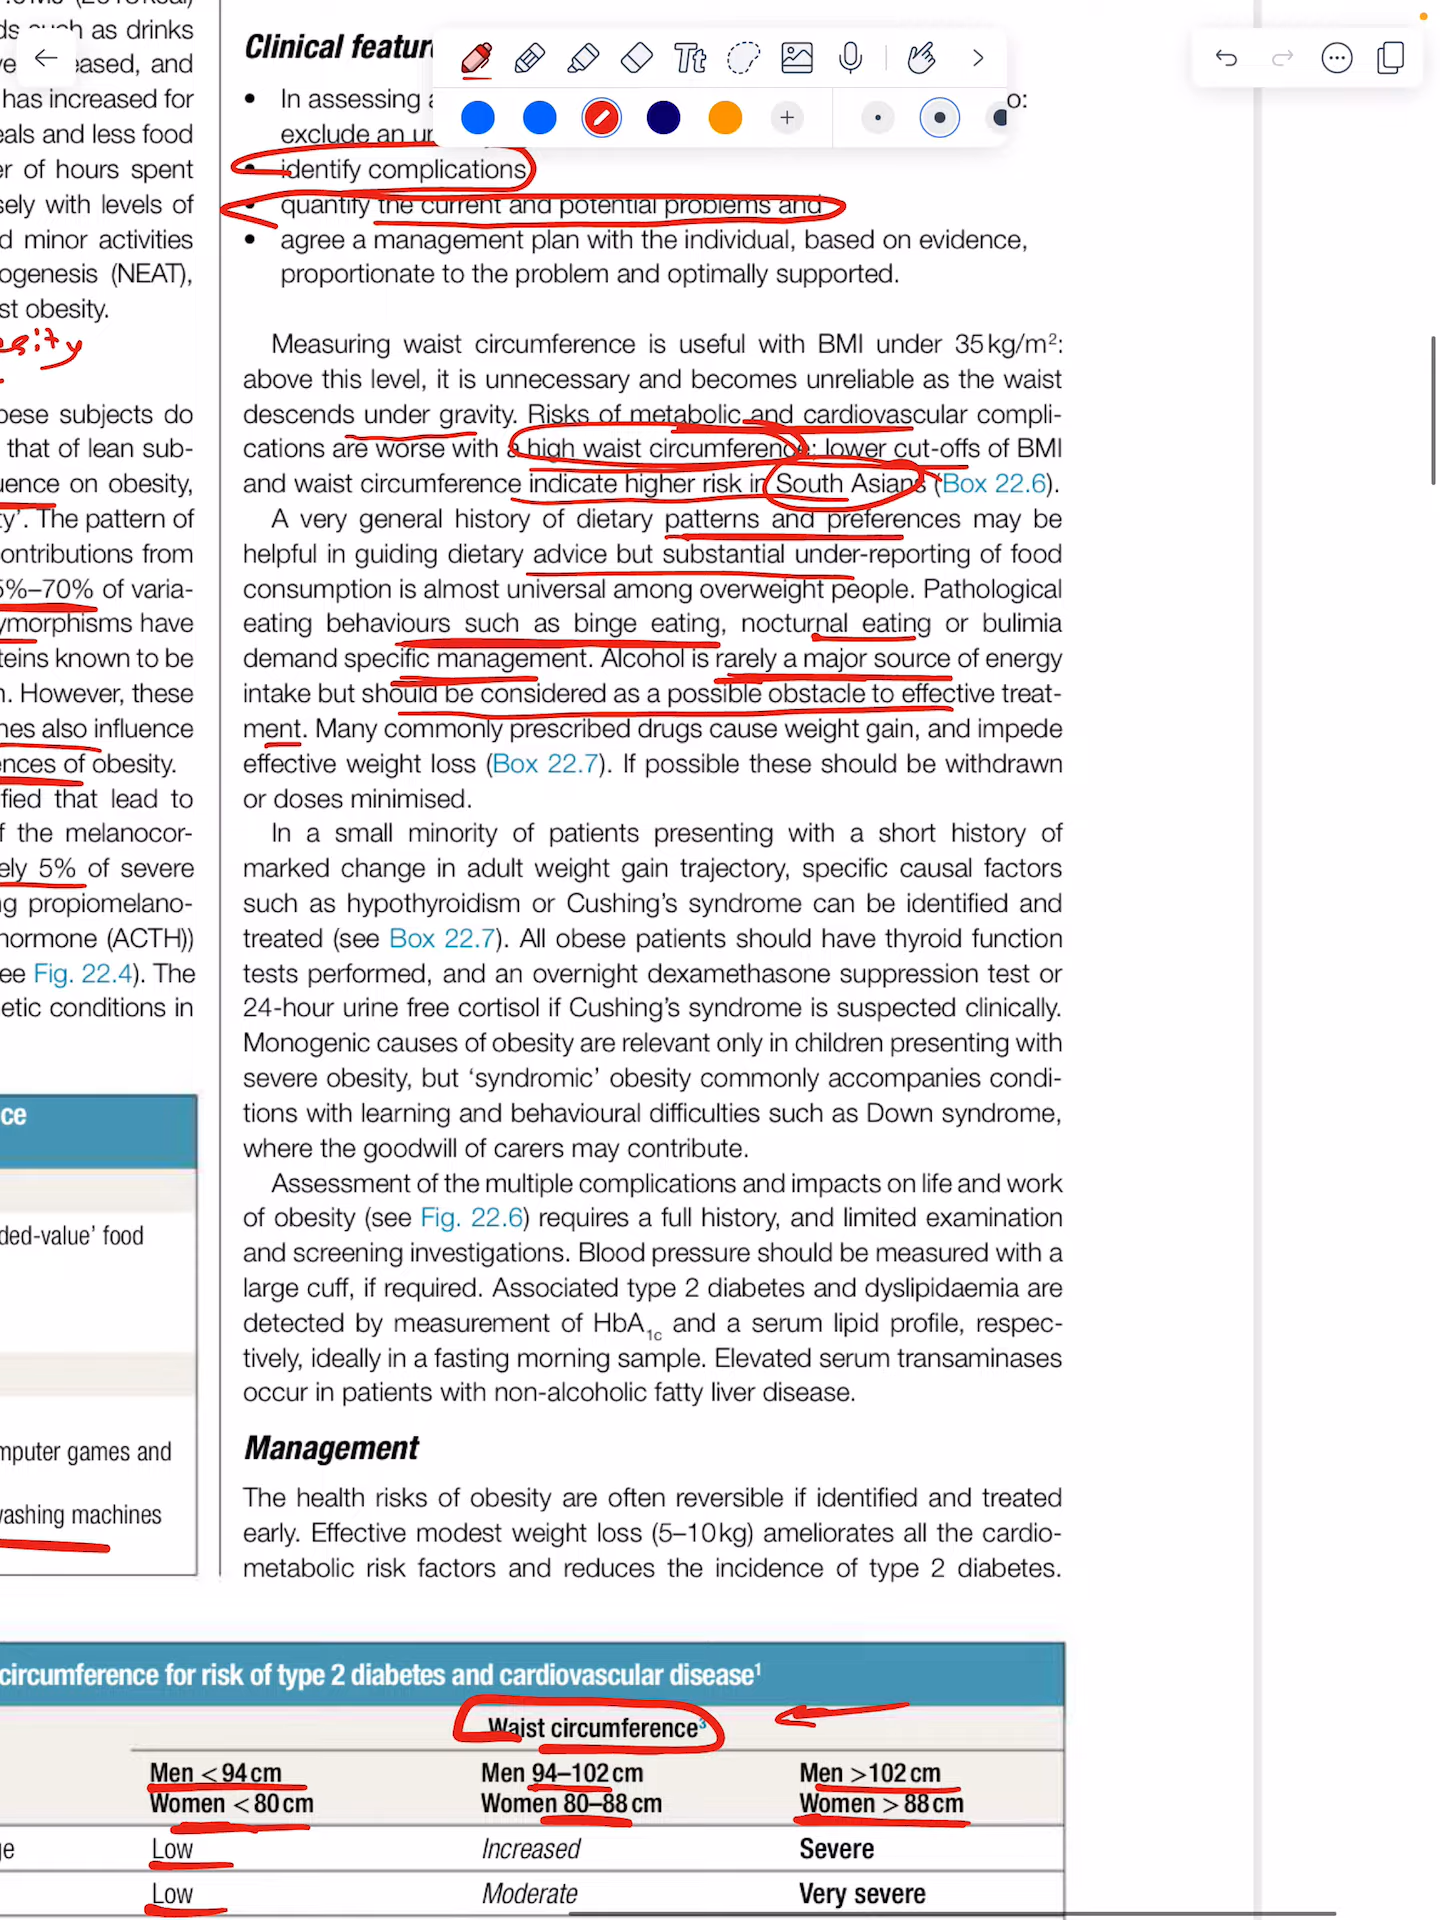 ds such as drinks
eased, and
has increased for
eals and less food
er of hours spent
sely with levels of
d minor activities
ogenesis (NEAT),
st obesity.
esity
bese subjects do
that of lean sub-
uence on obesity,
ty’. The pattern of
ontributions from
5%–70% of varia-
ymorphisms have
teins known to be
n. However, these
nes also influence
ences of obesity.
fied that lead to
f the melanocor-
ely 5% of severe
ng propiomelano-
hormone (ACTH))
ee Fig. 22.4). The
etic conditions in
ce
ded-value’ food
mputer games and
washing machines
Clinical featur
Tt
• In assessing a
o:
exclude an un
• identify complications
• quantify the current and potential problems and
• agree a management plan with the individual, based on evidence,
proportionate to the problem and optimally supported.
Measuring waist circumference is useful with BMI under 35 kg/m²:
above this level, it is unnecessary and becomes unreliable as the waist
descends under gravity. Risks of metabolic and cardiovascular compli-
cations are worse with a high waist circumference; lower cut-offs of BMI
and waist circumference indicate higher risk in South Asians (Box 22.6).
A very general history of dietary patterns and preferences may be
helpful in guiding dietary advice but substantial under-reporting of food
consumption is almost universal among overweight people. Pathological
eating behaviours such as binge eating, nocturnal eating or bulimia
demand specific management. Alcohol is rarely a major source of energy
intake but should be considered as a possible obstacle to effective treat-
ment. Many commonly prescribed drugs cause weight gain, and impede
effective weight loss (Box 22.7). If possible these should be withdrawn
or doses minimised.
In a small minority of patients presenting with a short history of
marked change in adult weight gain trajectory, specific causal factors
such as hypothyroidism or Cushing’s syndrome can be identified and
treated (see Box 22.7). All obese patients should have thyroid function
tests performed, and an overnight dexamethasone suppression test or
24-hour urine free cortisol if Cushing’s syndrome is suspected clinically.
Monogenic causes of obesity are relevant only in children presenting with
severe obesity, but ‘syndromic’ obesity commonly accompanies condi-
tions with learning and behavioural difficulties such as Down syndrome,
where the goodwill of carers may contribute.
Assessment of the multiple complications and impacts on life and work
of obesity (see Fig. 22.6) requires a full history, and limited examination
and screening investigations. Blood pressure should be measured with a
large cuff, if required. Associated type 2 diabetes and dyslipidaemia are
detected by measurement of HbA1c and a serum lipid profile, respec-
tively, ideally in a fasting morning sample. Elevated serum transaminases
occur in patients with non-alcoholic fatty liver disease.
Management
The health risks of obesity are often reversible if identified and treated
early. Effective modest weight loss (5–10 kg) ameliorates all the cardio-
metabolic risk factors and reduces the incidence of type 2 diabetes.
circumference for risk of type 2 diabetes and cardiovascular disease¹
Waist circumference³
Men <94 cm Men 94–102 cm Men >102 cm
Women <80 cm Women 80–88 cm Women >88 cm
ge Low Increased Severe
Low Moderate Very severe